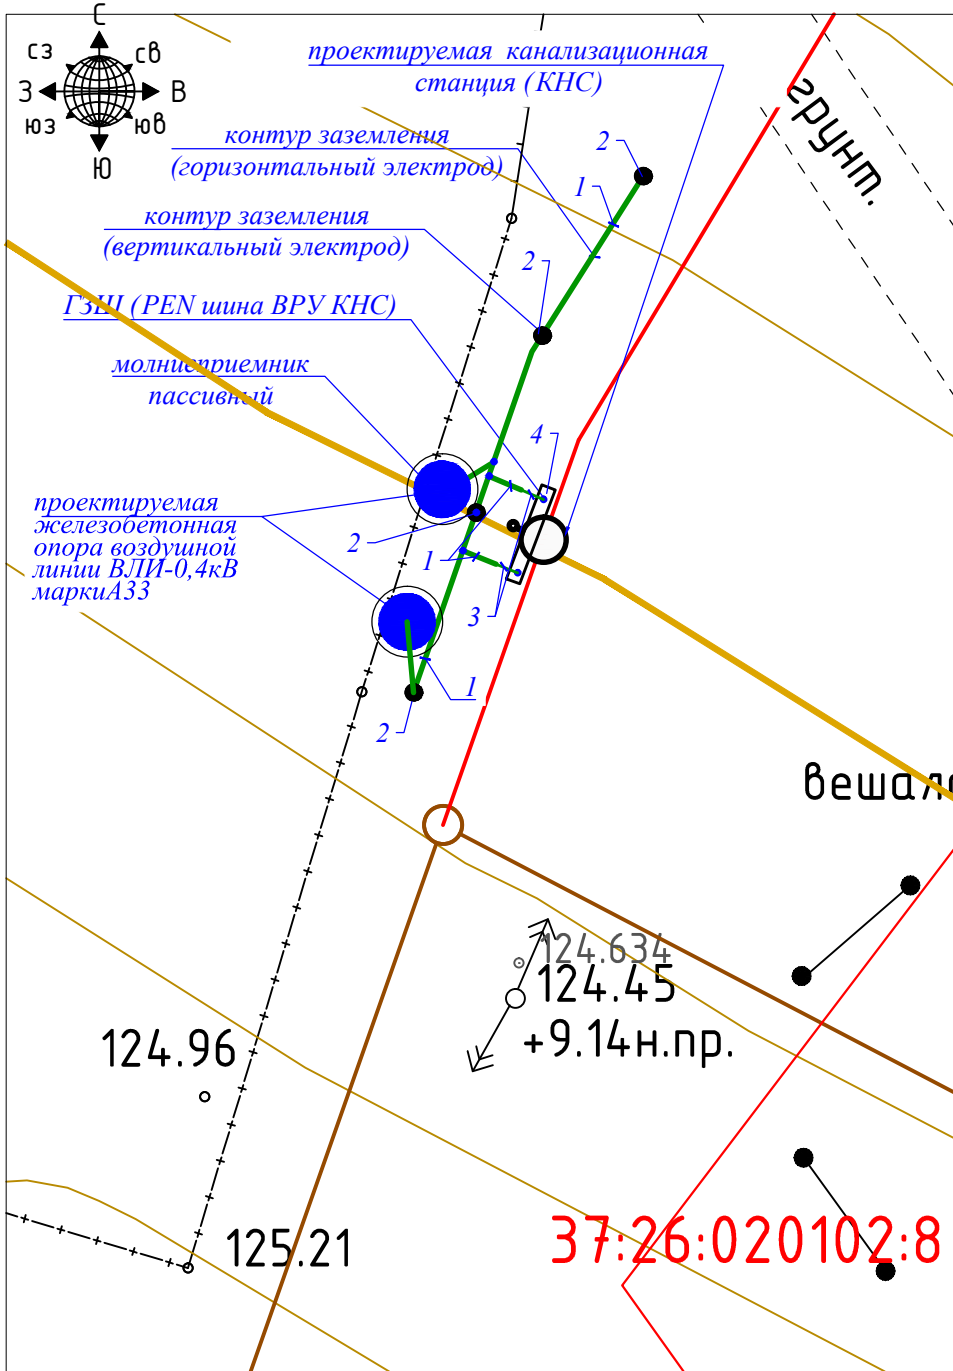 С
сз
св
З
В
юз
юв
Ю
проектируемая канализационная
станция (КНС)
грунт.
контур заземления
(горизонтальный электрод)
2
1
контур заземления
(вертикальный электрод)
2
ГЗШ (PEN шина ВРУ КНС)
молниеприемник
пассивный
4
проектируемая
железобетонная
опора воздушной
линии ВЛИ-0,4кВ
маркиА33
2
1
3
1
2
124.634
124.45
+9.14н.пр.
124.96
125.21
37:26:020102:8